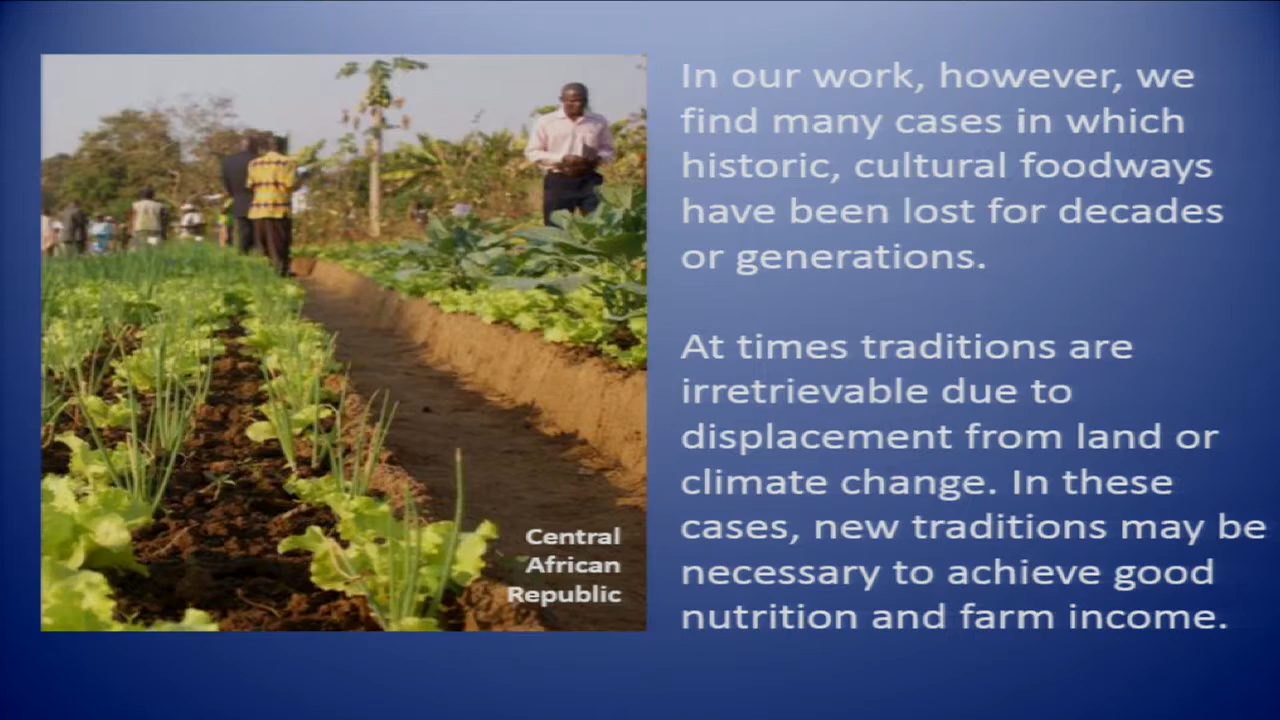 In our work, however, we
find many cases in which
historic, cultural foodways
have been lost for decades
or generations.
At times traditions are
irretrievable due to
displacement from land or
climate change. In these
cases, new traditions may be
necessary to achieve good
nutrition and farm income.
Central
African
Republic